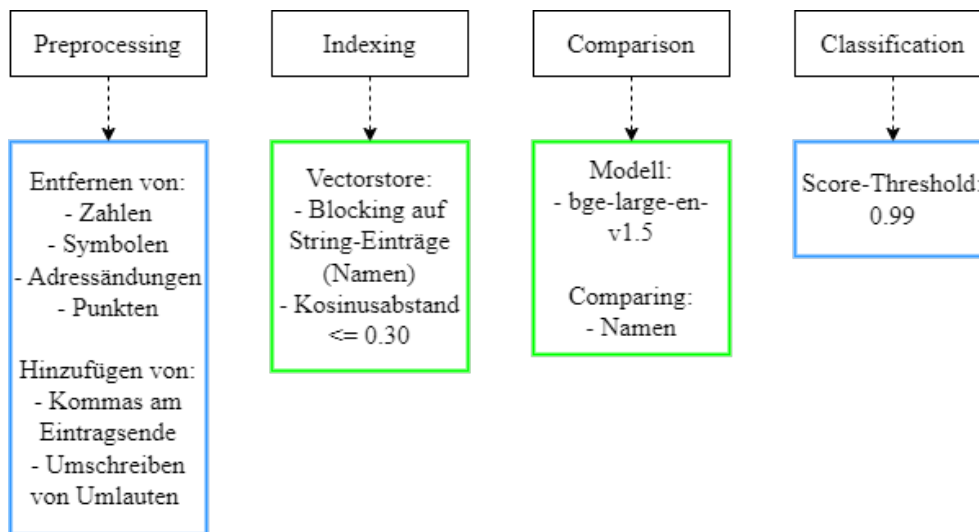 Preprocessing
Entfernen von:
- Zahlen
- Symbolen
- Adressändungen
- Punkten
Hinzufügen von:
- Kommas am
Eintragsende
- Umschreiben
von Umlauten
Indexing
Vectorstore:
- Blocking auf
String-Einträge
(Namen)
- Kosinusabstand
<= 0.30
Comparison
Modell:
- bge-large-en-
v1.5
Comparing:
- Namen
Classification
Score-Threshold:
0.99